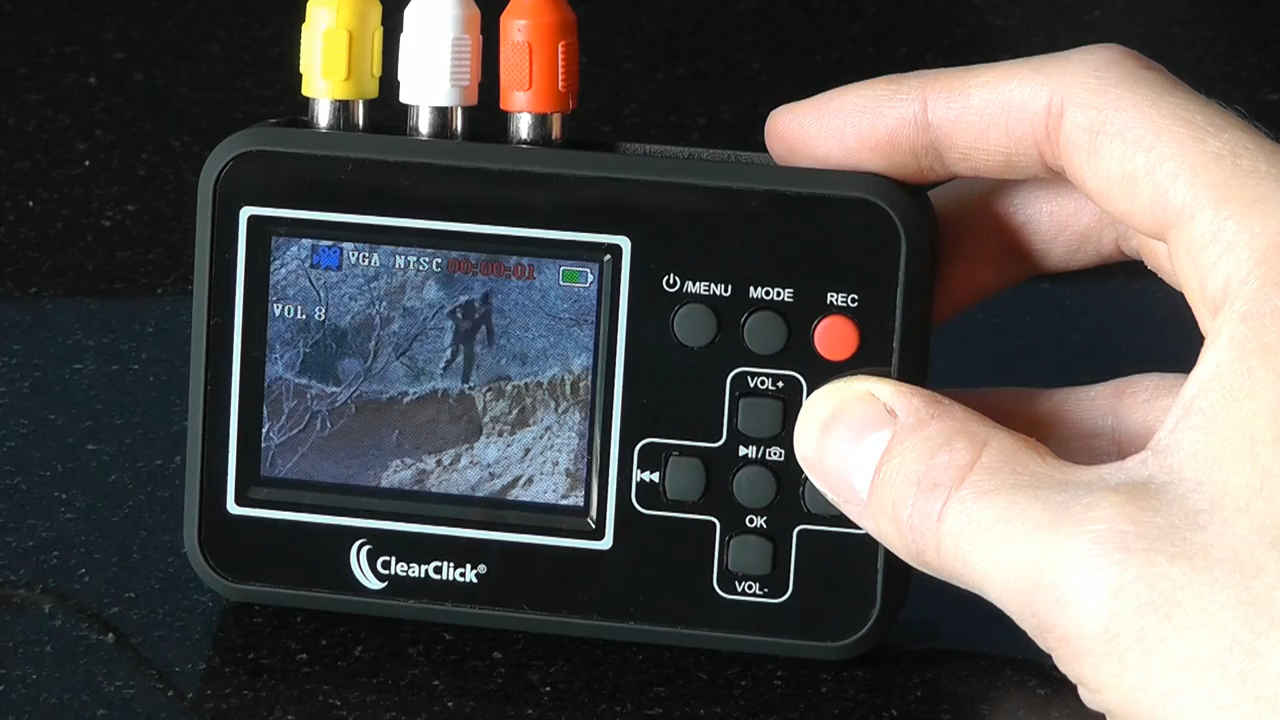 VGA NTSC 00:00:01
VOL 8
⏻/MENU MODE REC
VOL+
OK
VOL-
ClearClick®